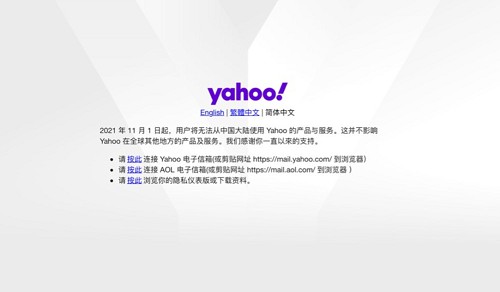 yahoo!
English | 繁體中文 | 简体中文
2021 年 11 月 1 日起，用户将无法从中国大陆使用 Yahoo 的产品与服务。这并不影响
Yahoo 在全球其他地方的产品及服务。我们感谢你一直以来的支持。
• 请 按此 连接 Yahoo 电子信箱(或剪贴网址 https://mail.yahoo.com/ 到浏览器)
• 请 按此 连接 AOL 电子信箱(或剪贴网址 https://mail.aol.com/ 到浏览器 )
• 请 按此 浏览你的隐私仪表版或下载资料。